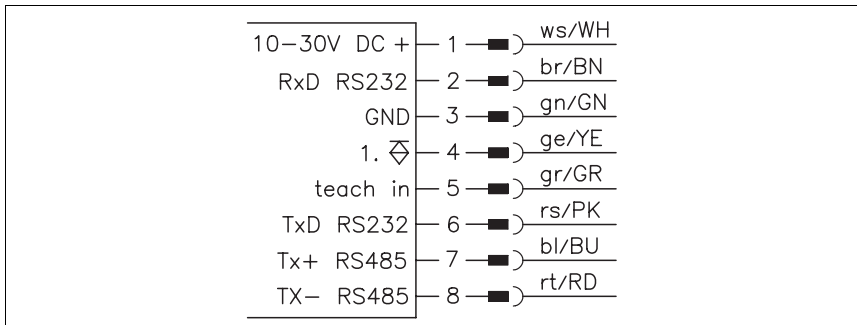 10-30V DC + 1 ws/WH
RxD RS232 2 br/BN
GND 3 gn/GN
1. 4 ge/YE
teach in 5 gr/GR
TxD RS232 6 rs/PK
Tx+ RS485 7 bl/BU
TX- RS485 8 rt/RD